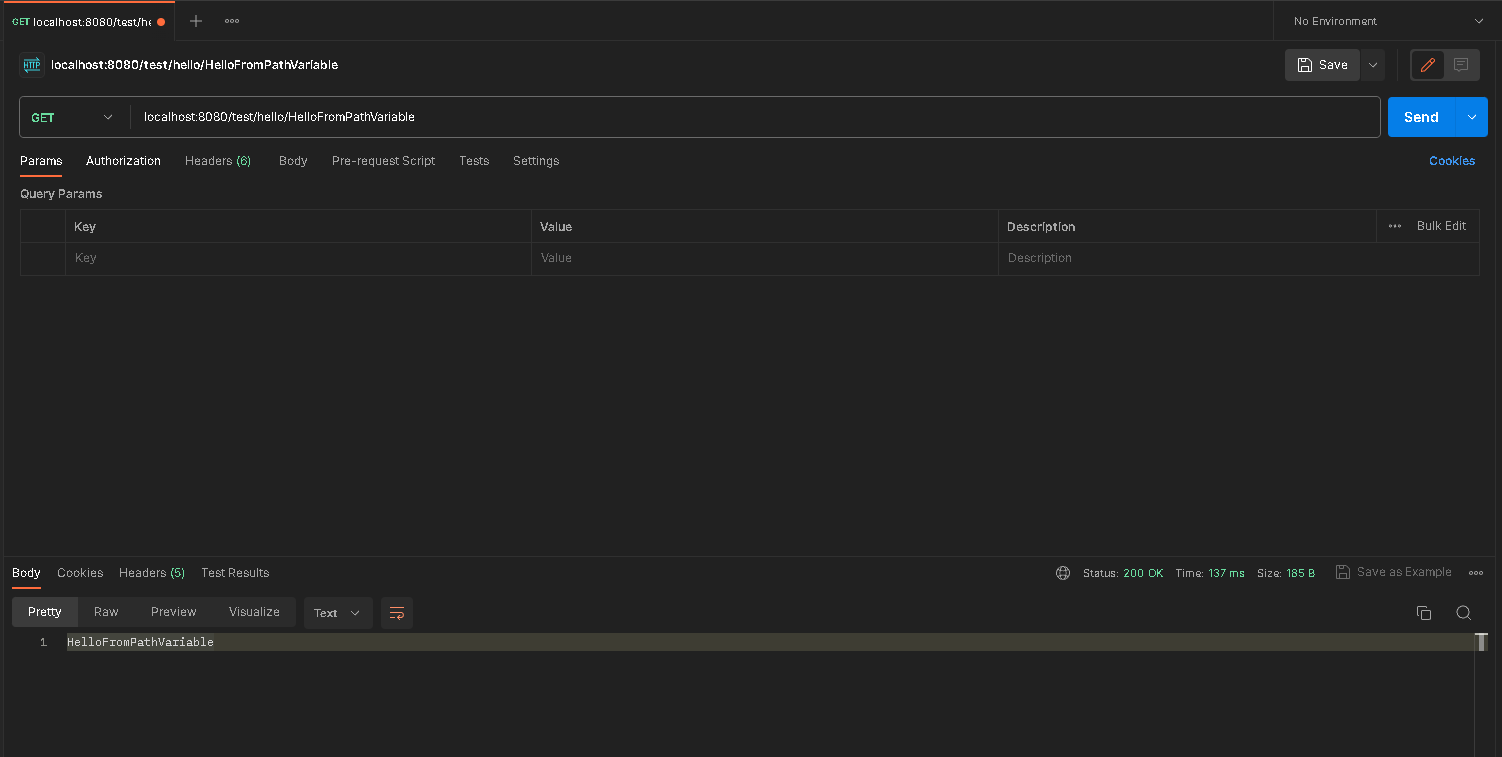 GET localhost:8080/test/he
No Environment
HTTP localhost:8080/test/hello/HelloFromPathVariable
Save
GET localhost:8080/test/hello/HelloFromPathVariable
Send
Params Authorization Headers (6) Body Pre-request Script Tests Settings Cookies
Query Params
Key Value Description Bulk Edit
Key Value Description
Body Cookies Headers (5) Test Results Status: 200 OK Time: 137 ms Size: 185 B Save as Example
Pretty Raw Preview Visualize Text
1 HelloFromPathVariable